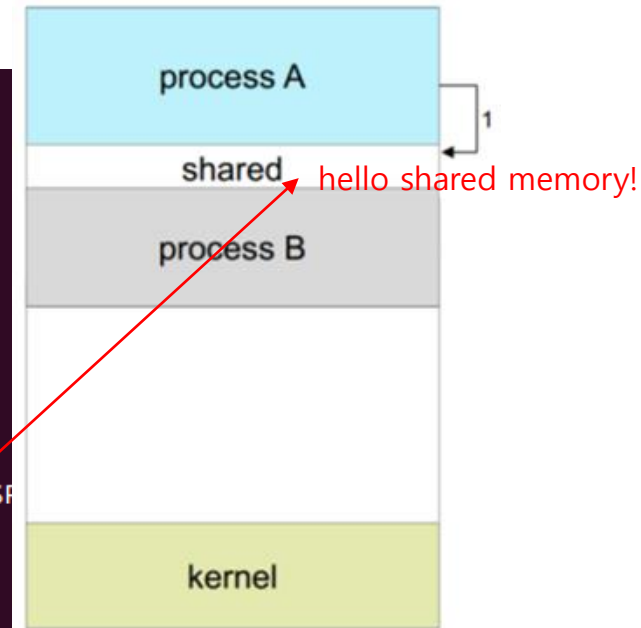 process A
1
shared
hello shared memory!
process B
kernel